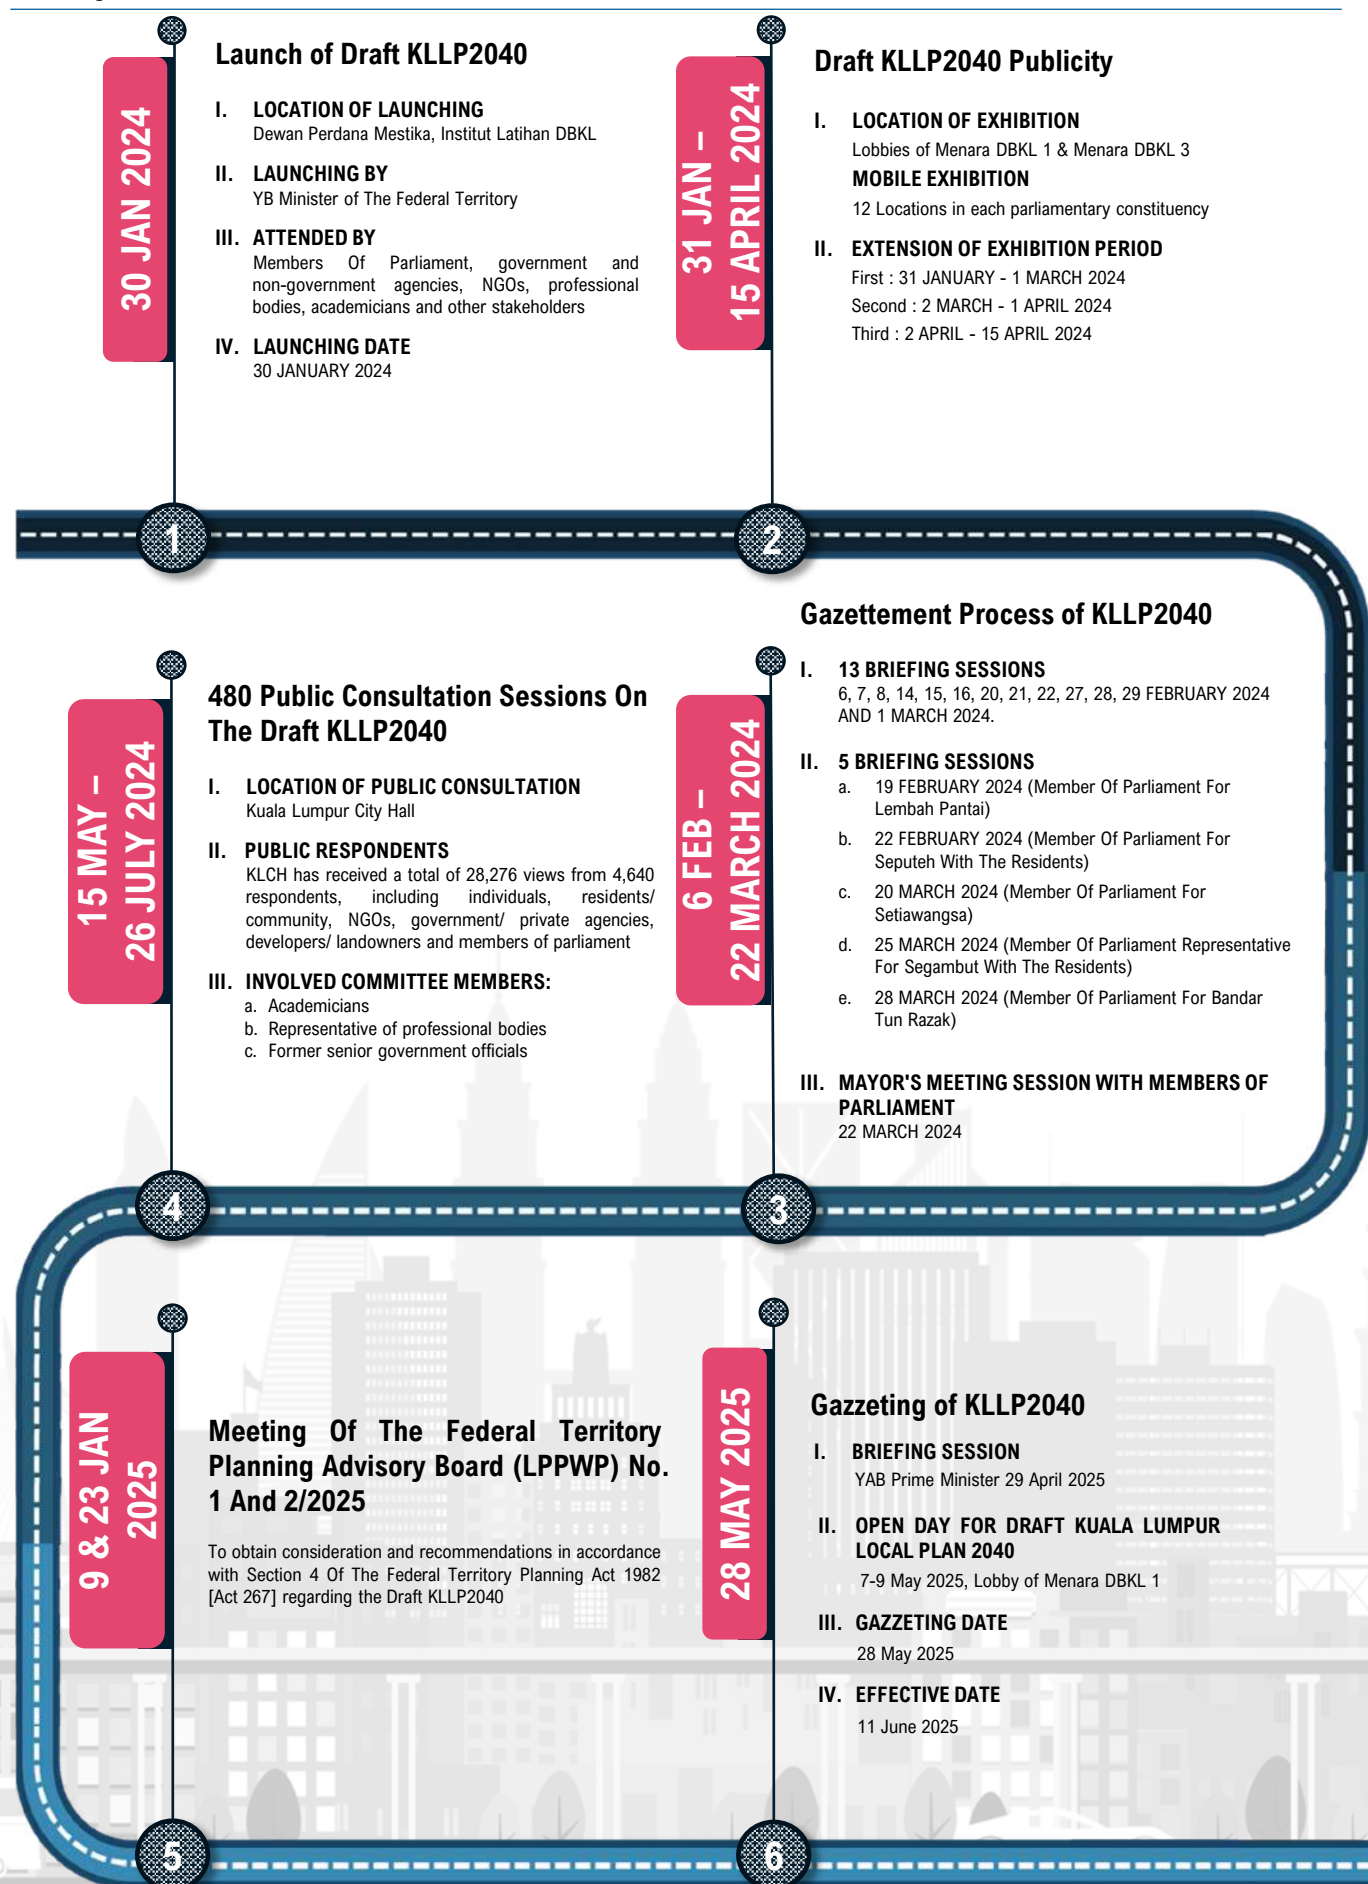 Launch of Draft KLLP2040
30 JAN 2024
I. LOCATION OF LAUNCHING
Dewan Perdana Mestika, Institut Latihan DBKL
II. LAUNCHING BY
YB Minister of The Federal Territory
III. ATTENDED BY
Members Of Parliament, government and
non-government agencies, NGOs, professional
bodies, academicians and other stakeholders
IV. LAUNCHING DATE
30 JANUARY 2024
1
Draft KLLP2040 Publicity
31 JAN –
15 APRIL 2024
I. LOCATION OF EXHIBITION
Lobbies of Menara DBKL 1 & Menara DBKL 3
MOBILE EXHIBITION
12 Locations in each parliamentary constituency
II. EXTENSION OF EXHIBITION PERIOD
First : 31 JANUARY - 1 MARCH 2024
Second : 2 MARCH - 1 APRIL 2024
Third : 2 APRIL - 15 APRIL 2024
2
Gazettement Process of KLLP2040
6 FEB –
22 MARCH 2024
I. 13 BRIEFING SESSIONS
6, 7, 8, 14, 15, 16, 20, 21, 22, 27, 28, 29 FEBRUARY 2024
AND 1 MARCH 2024.
II. 5 BRIEFING SESSIONS
a. 19 FEBRUARY 2024 (Member Of Parliament For
Lembah Pantai)
b. 22 FEBRUARY 2024 (Member Of Parliament For
Seputeh With The Residents)
c. 20 MARCH 2024 (Member Of Parliament For
Setiawangsa)
d. 25 MARCH 2024 (Member Of Parliament Representative
For Segambut With The Residents)
e. 28 MARCH 2024 (Member Of Parliament For Bandar
Tun Razak)
III. MAYOR'S MEETING SESSION WITH MEMBERS OF
PARLIAMENT
22 MARCH 2024
3
480 Public Consultation Sessions On
The Draft KLLP2040
15 MAY –
26 JULY 2024
I. LOCATION OF PUBLIC CONSULTATION
Kuala Lumpur City Hall
II. PUBLIC RESPONDENTS
KLCH has received a total of 28,276 views from 4,640
respondents, including individuals, residents/
community, NGOs, government/ private agencies,
developers/ landowners and members of parliament
III. INVOLVED COMMITTEE MEMBERS:
a. Academicians
b. Representative of professional bodies
c. Former senior government officials
4
9 & 23 JAN
2025
Meeting Of The Federal Territory
Planning Advisory Board (LPPWP) No.
1 And 2/2025
To obtain consideration and recommendations in accordance
with Section 4 Of The Federal Territory Planning Act 1982
[Act 267] regarding the Draft KLLP2040
5
28 MAY 2025
Gazzeting of KLLP2040
I. BRIEFING SESSION
YAB Prime Minister 29 April 2025
II. OPEN DAY FOR DRAFT KUALA LUMPUR
LOCAL PLAN 2040
7-9 May 2025, Lobby of Menara DBKL 1
III. GAZZETING DATE
28 May 2025
IV. EFFECTIVE DATE
11 June 2025
6